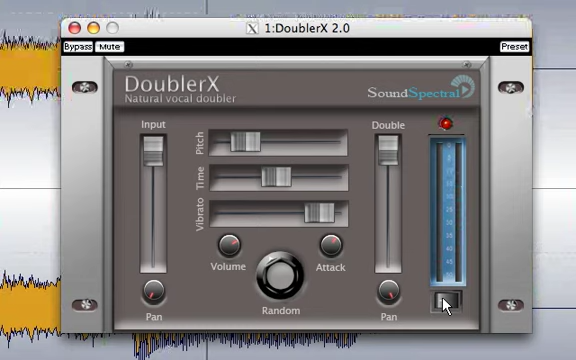 1:DoublerX 2.0
Bypass Mute Preset
DoublerX
Natural vocal doubler
SoundSpectral
Input
Pitch
Time
Vibrato
Double
Volume
Attack
Random
Pan
Pan